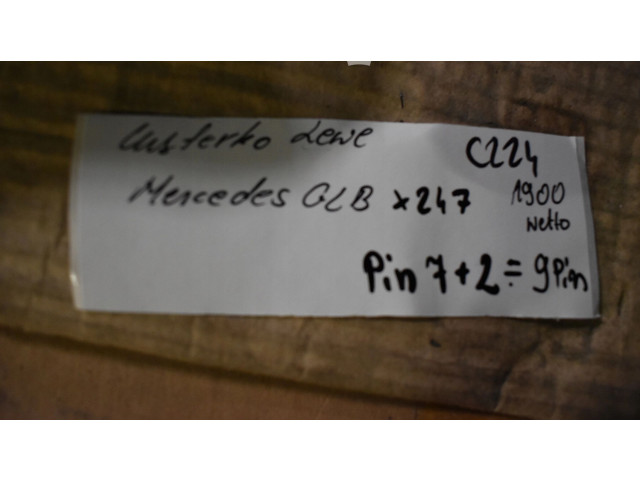 Lusterko Lewe
C224
Mercedes GLB x247
1900
Netto
Pin 7+2 = 9Pin